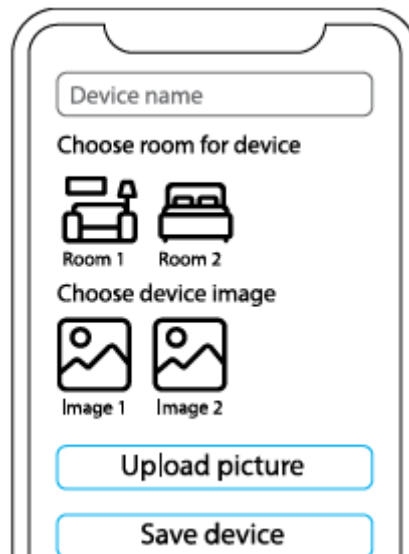 Device name
Choose room for device
Room 1 Room 2
Choose device image
Image 1 Image 2
Upload picture
Save device